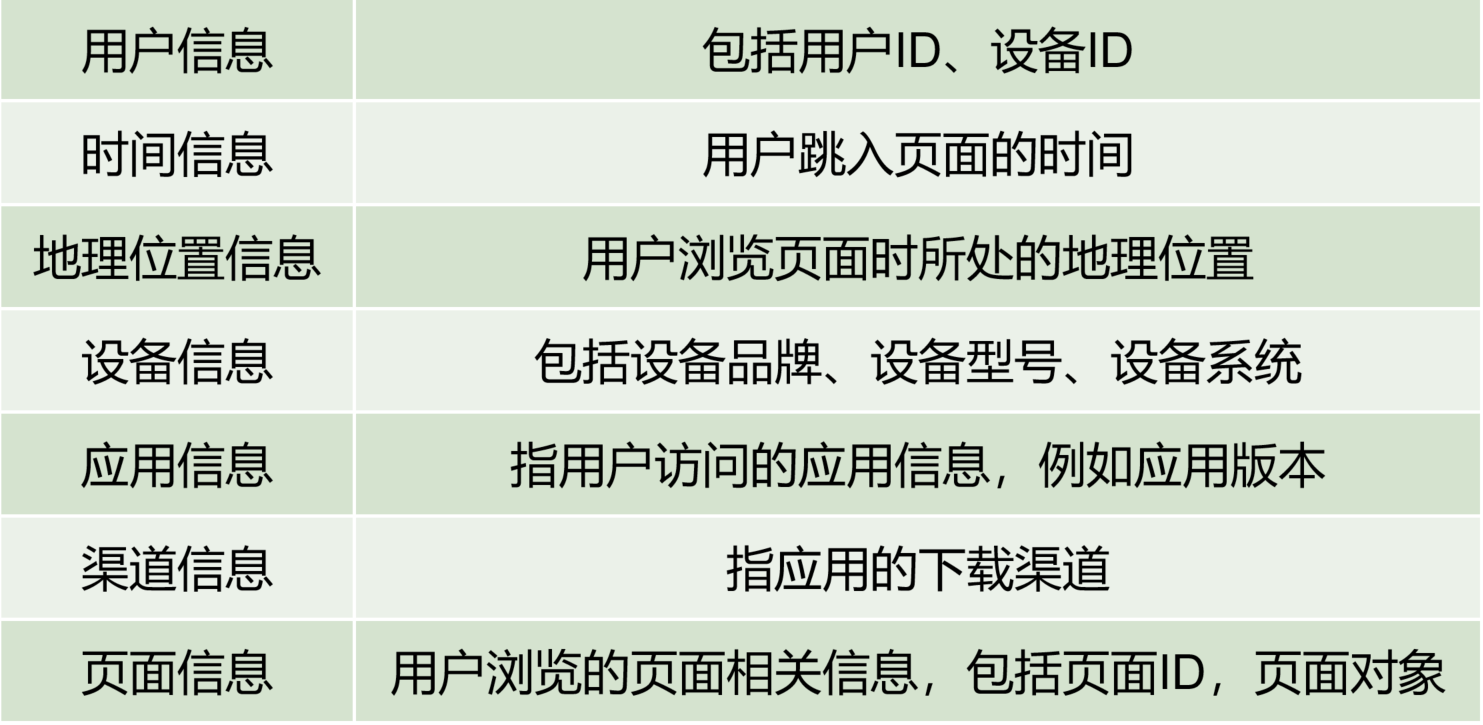 用户信息 包括用户ID、设备ID
时间信息 用户跳入页面的时间
地理位置信息 用户浏览页面时所处的地理位置
设备信息 包括设备品牌、设备型号、设备系统
应用信息 指用户访问的应用信息，例如应用版本
渠道信息 指应用的下载渠道
页面信息 用户浏览的页面相关信息，包括页面ID，页面对象